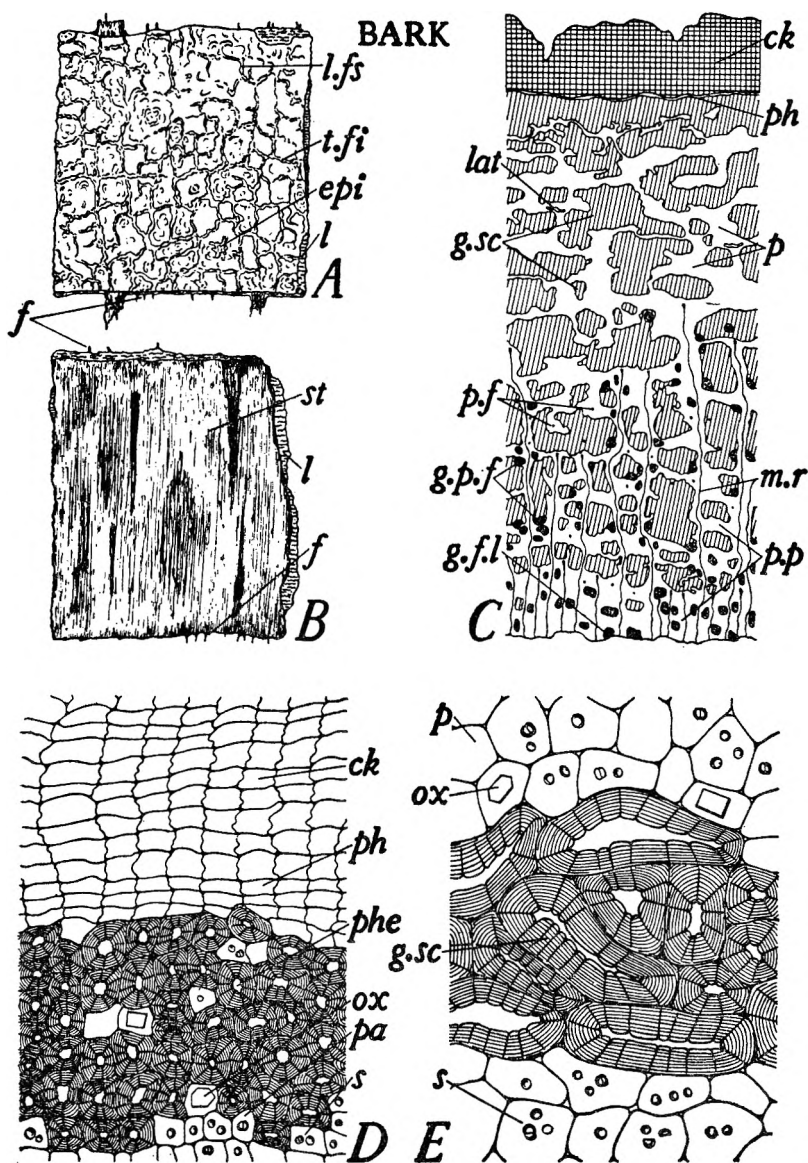 BARK
l.fs
t.fi
epi
l
A
f
st
l
f
B
ck
ph
lat
g.sc
p
p.f
g.p.f
m.r
g.f.l
p.p
C
ck
ph
phe
ox
pa
s
D
p
ox
g.sc
s
E